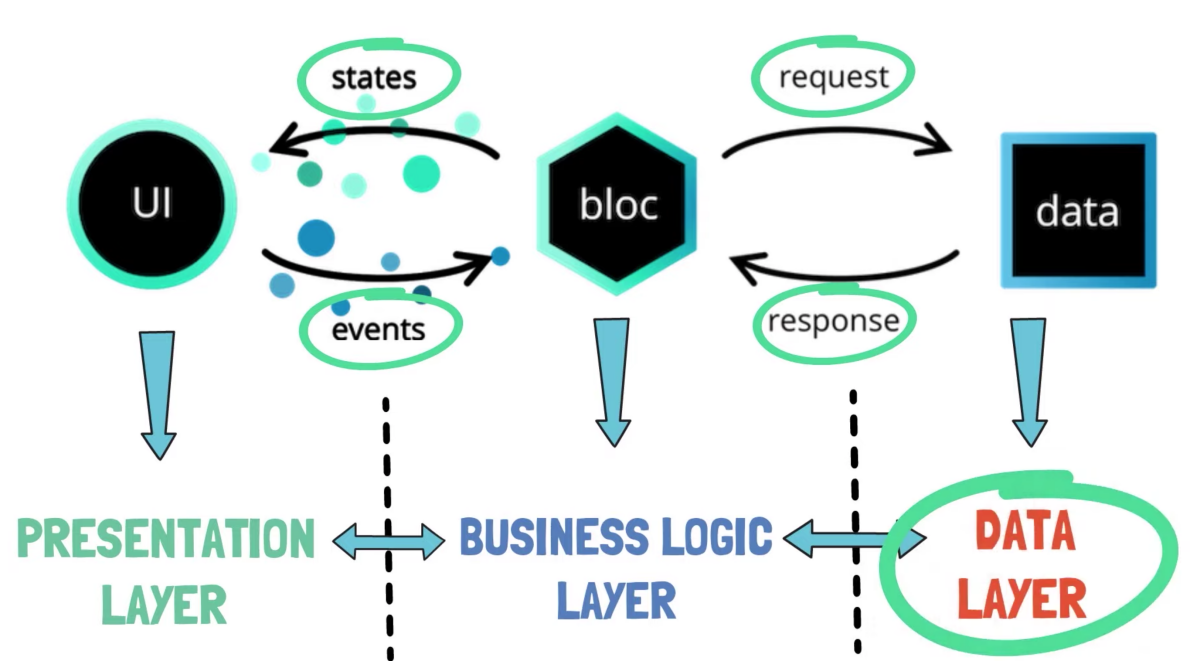 states
request
UI
bloc
data
events
response
PRESENTATION
LAYER
BUSINESS LOGIC
LAYER
DATA
LAYER